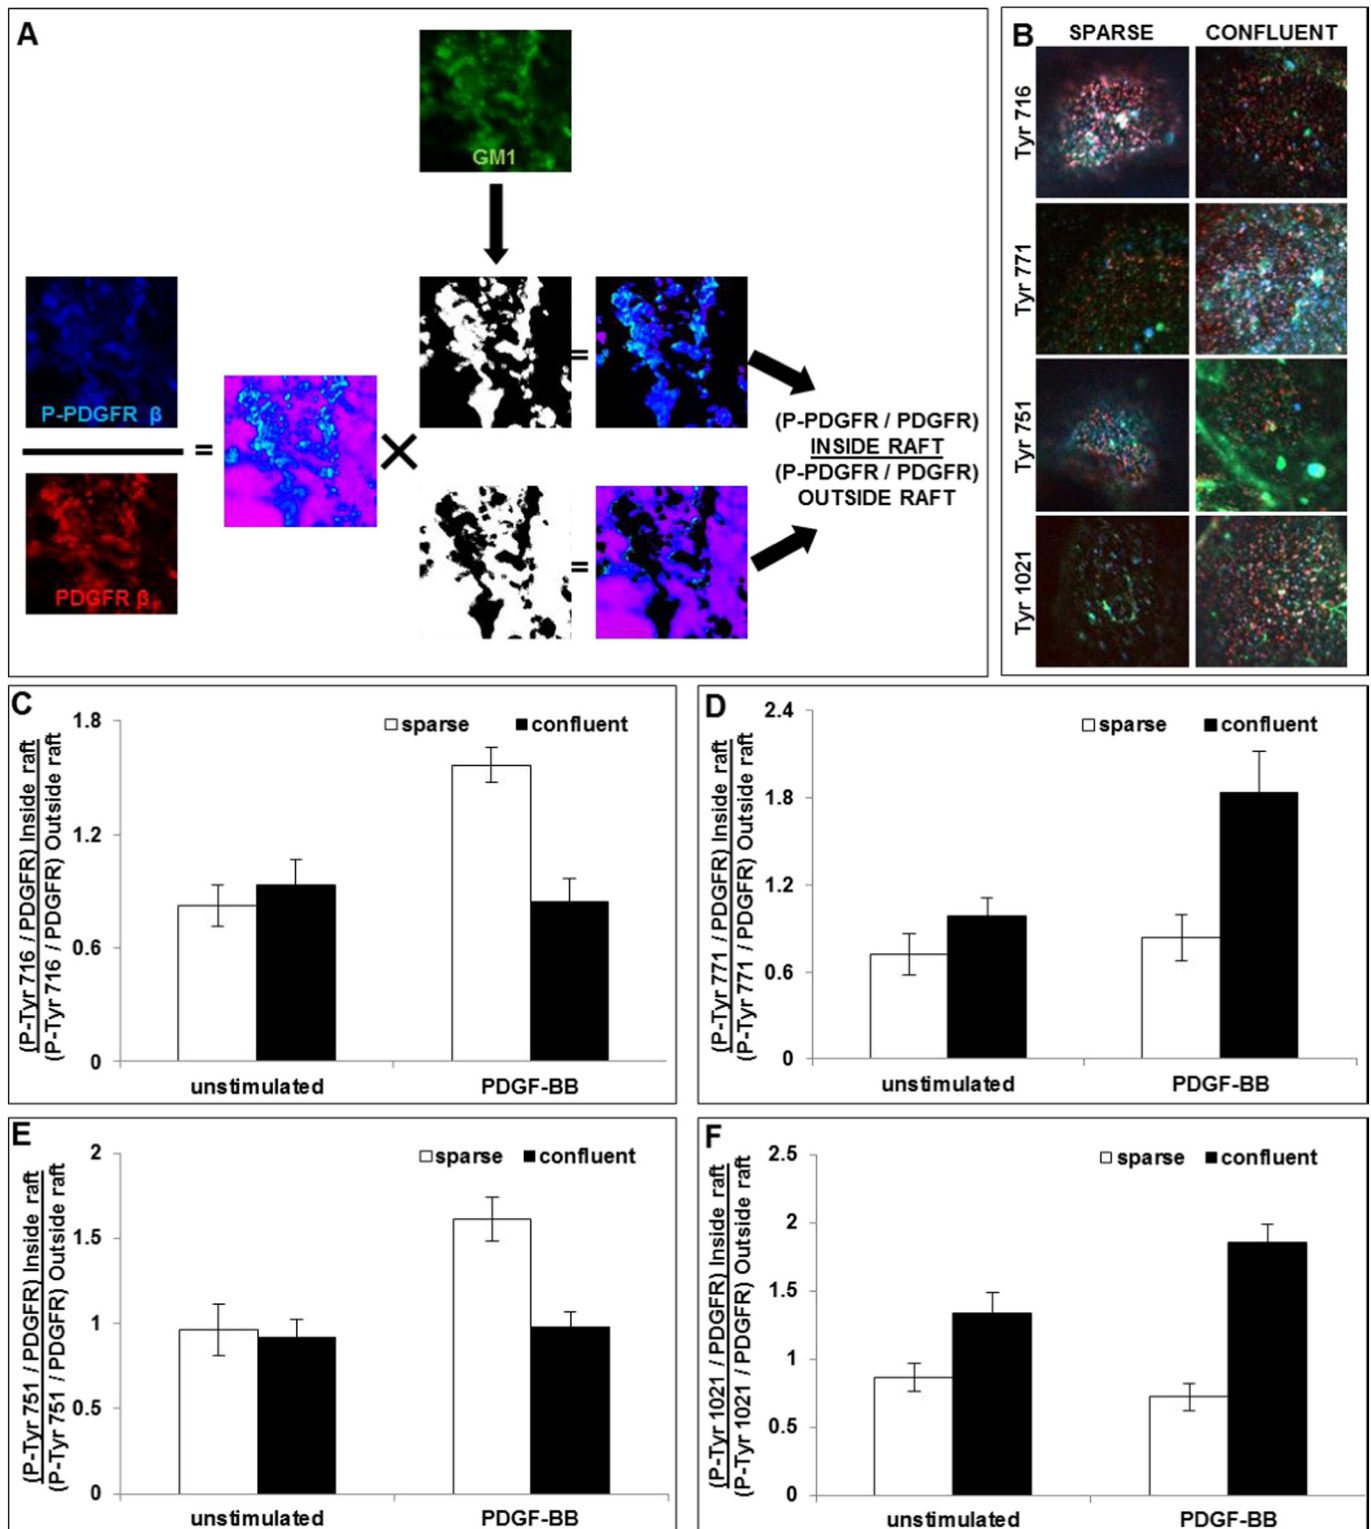 A
GM1
P-PDGFR β
=
PDGFR β
×
=
=
(P-PDGFR / PDGFR)
INSIDE RAFT
(P-PDGFR / PDGFR)
OUTSIDE RAFT
B
SPARSE CONFLUENT
Tyr 716
Tyr 771
Tyr 751
Tyr 1021
C
(P-Tyr 716 / PDGFR) Inside raft
(P-Tyr 716 / PDGFR) Outside raft
1.8
1.2
0.6
0
sparse confluent
unstimulated PDGF-BB
D
(P-Tyr 771 / PDGFR) Inside raft
(P-Tyr 771 / PDGFR) Outside raft
2.4
1.8
1.2
0.6
0
sparse confluent
unstimulated PDGF-BB
E
(P-Tyr 751 / PDGFR) Inside raft
(P-Tyr 751 / PDGFR) Outside raft
2
1.5
1
0.5
0
sparse confluent
unstimulated PDGF-BB
F
(P-Tyr 1021 / PDGFR) Inside raft
(P-Tyr 1021 / PDGFR) Outside raft
2.5
2
1.5
1
0.5
0
sparse confluent
unstimulated PDGF-BB